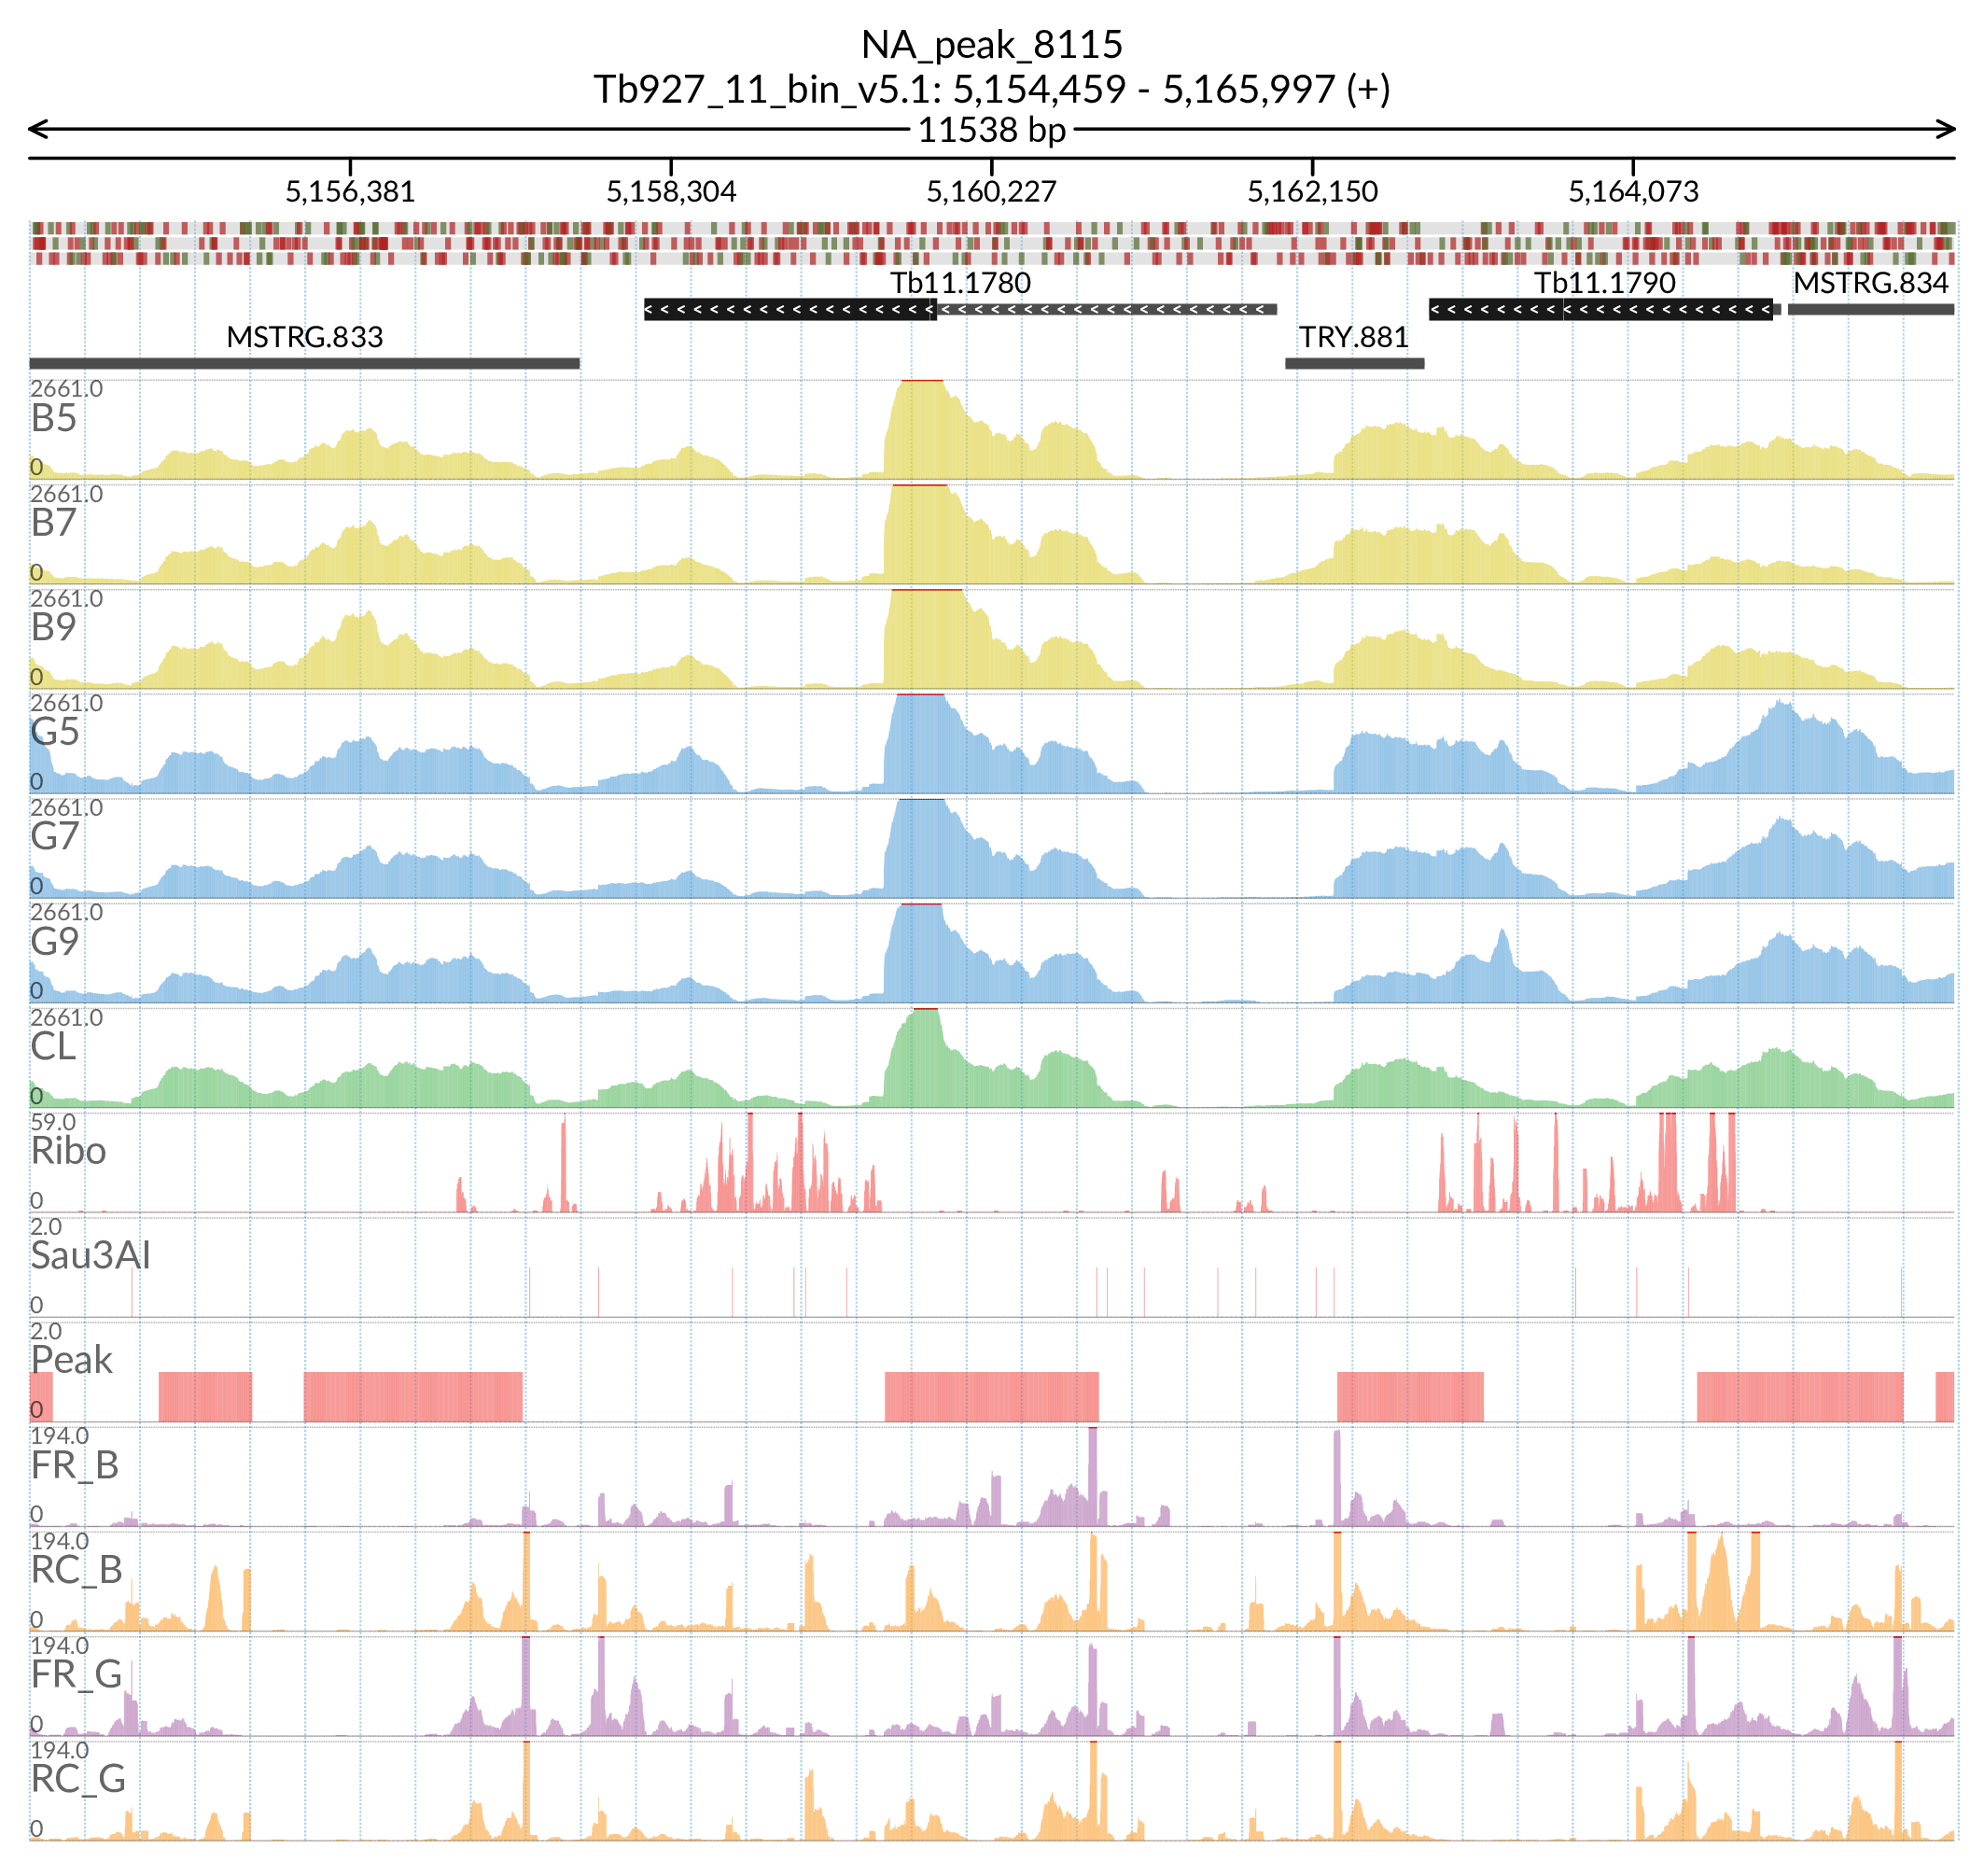 NA_peak_8115
Tb927_11_bin_v5.1: 5,154,459 - 5,165,997 (+)
11538 bp
5,156,381 5,158,304 5,160,227 5,162,150 5,164,073
Tb11.1780 Tb11.1790 MSTRG.834
MSTRG.833 TRY.881
2661.0
B5
0
2661.0
B7
0
2661.0
B9
0
2661.0
G5
0
2661.0
G7
0
2661.0
G9
0
2661.0
CL
0
59.0
Ribo
0
2.0
Sau3AI
0
2.0
Peak
0
194.0
FR_B
0
194.0
RC_B
0
194.0
FR_G
0
194.0
RC_G
0